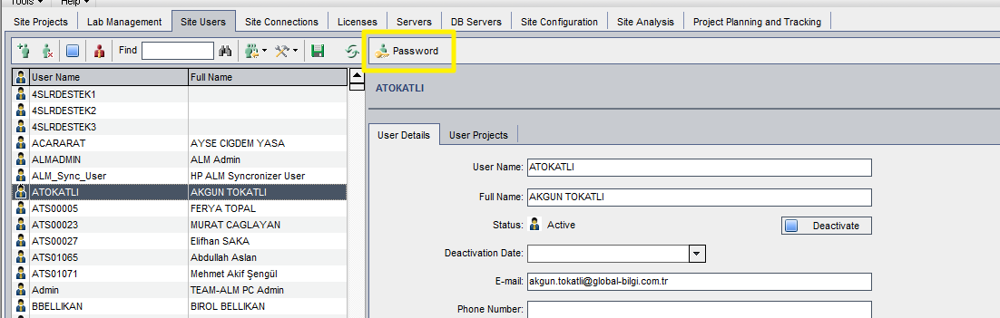 Tools Help
Site Projects Lab Management Site Users Site Connections Licenses Servers DB Servers Site Configuration Site Analysis Project Planning and Tracking
Find Password
User Name Full Name
4SLRDESTEK1
4SLRDESTEK2
4SLRDESTEK3
ACARARAT AYSE CIGDEM YASA
ALMADMIN ALM Admin
ALM_Sync_User HP ALM Syncronizer User
ATOKATLI AKGUN TOKATLI
ATS00005 FERYA TOPAL
ATS00023 MURAT CAGLAYAN
ATS00027 Elifhan SAKA
ATS01065 Abdullah Aslan
ATS01071 Mehmet Akif Şengül
Admin TEAM-ALM PC Admin
BBELLIKAN BIROL BELLIKAN
ATOKATLI
User Details User Projects
User Name: ATOKATLI
Full Name: AKGUN TOKATLI
Status: Active Deactivate
Deactivation Date:
E-mail: akgun.tokatli@global-bilgi.com.tr
Phone Number: